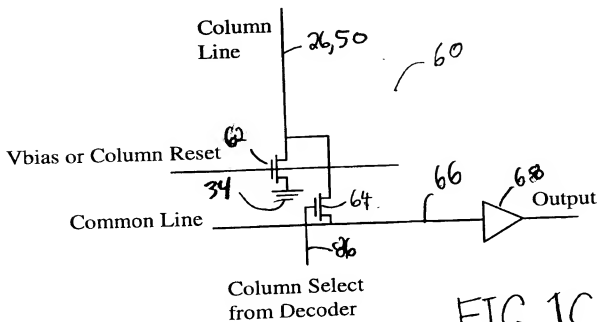 Column
Line
26,50
60
62
Vbias or Column Reset
34
64
66
68
Output
Common Line
86
Column Select
from Decoder
FIG. 1C